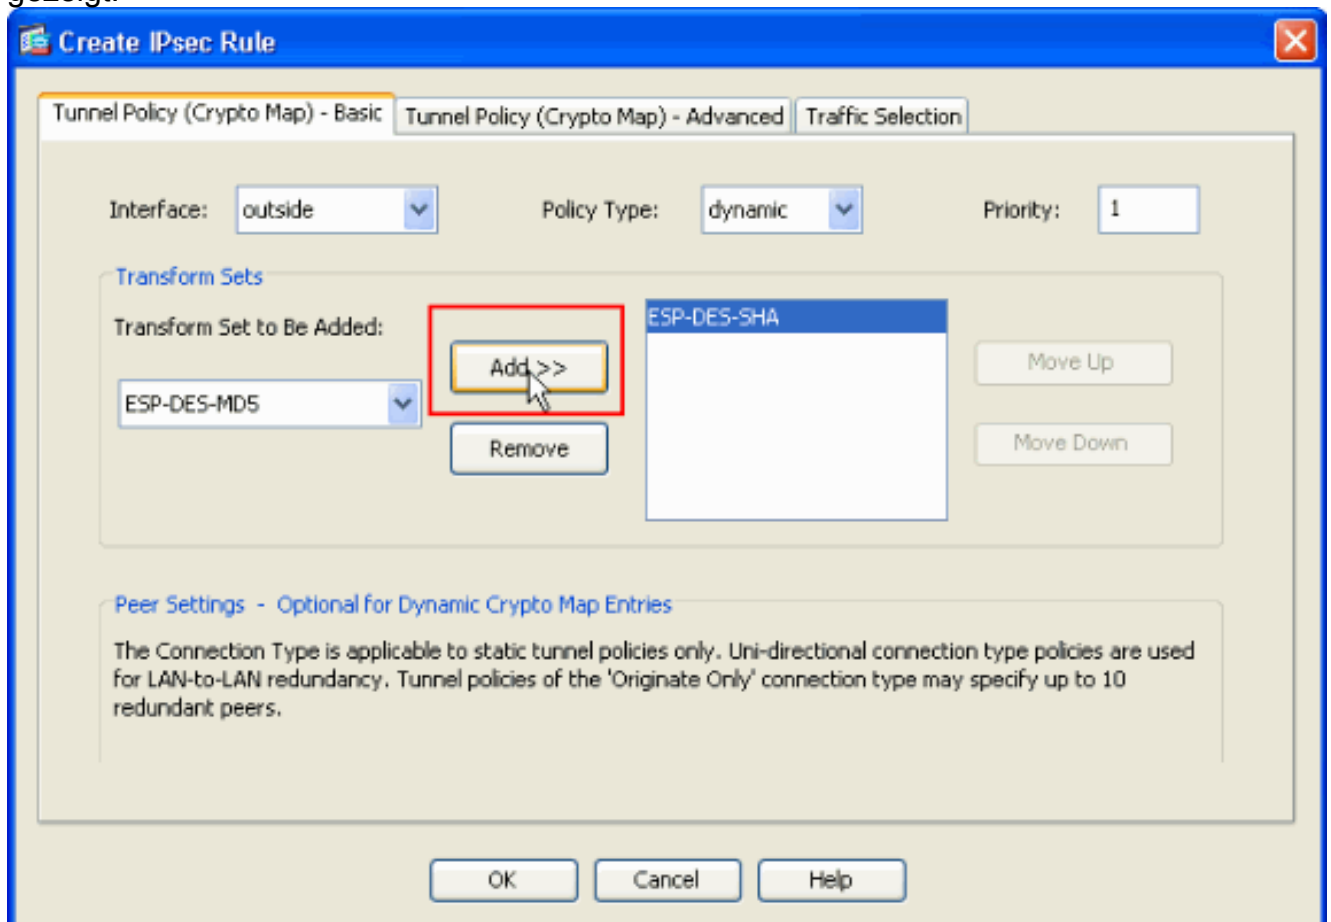 gezeigt.
Create IPsec Rule
Tunnel Policy (Crypto Map) - Basic
Tunnel Policy (Crypto Map) - Advanced
Traffic Selection
Interface:
outside
Policy Type:
dynamic
Priority:
1
Transform Sets
Transform Set to Be Added:
ESP-DES-MD5
Add >>
Remove
ESP-DES-SHA
Move Up
Move Down
Peer Settings - Optional for Dynamic Crypto Map Entries
The Connection Type is applicable to static tunnel policies only. Uni-directional connection type policies are used
for LAN-to-LAN redundancy. Tunnel policies of the 'Originate Only' connection type may specify up to 10
redundant peers.
OK
Cancel
Help